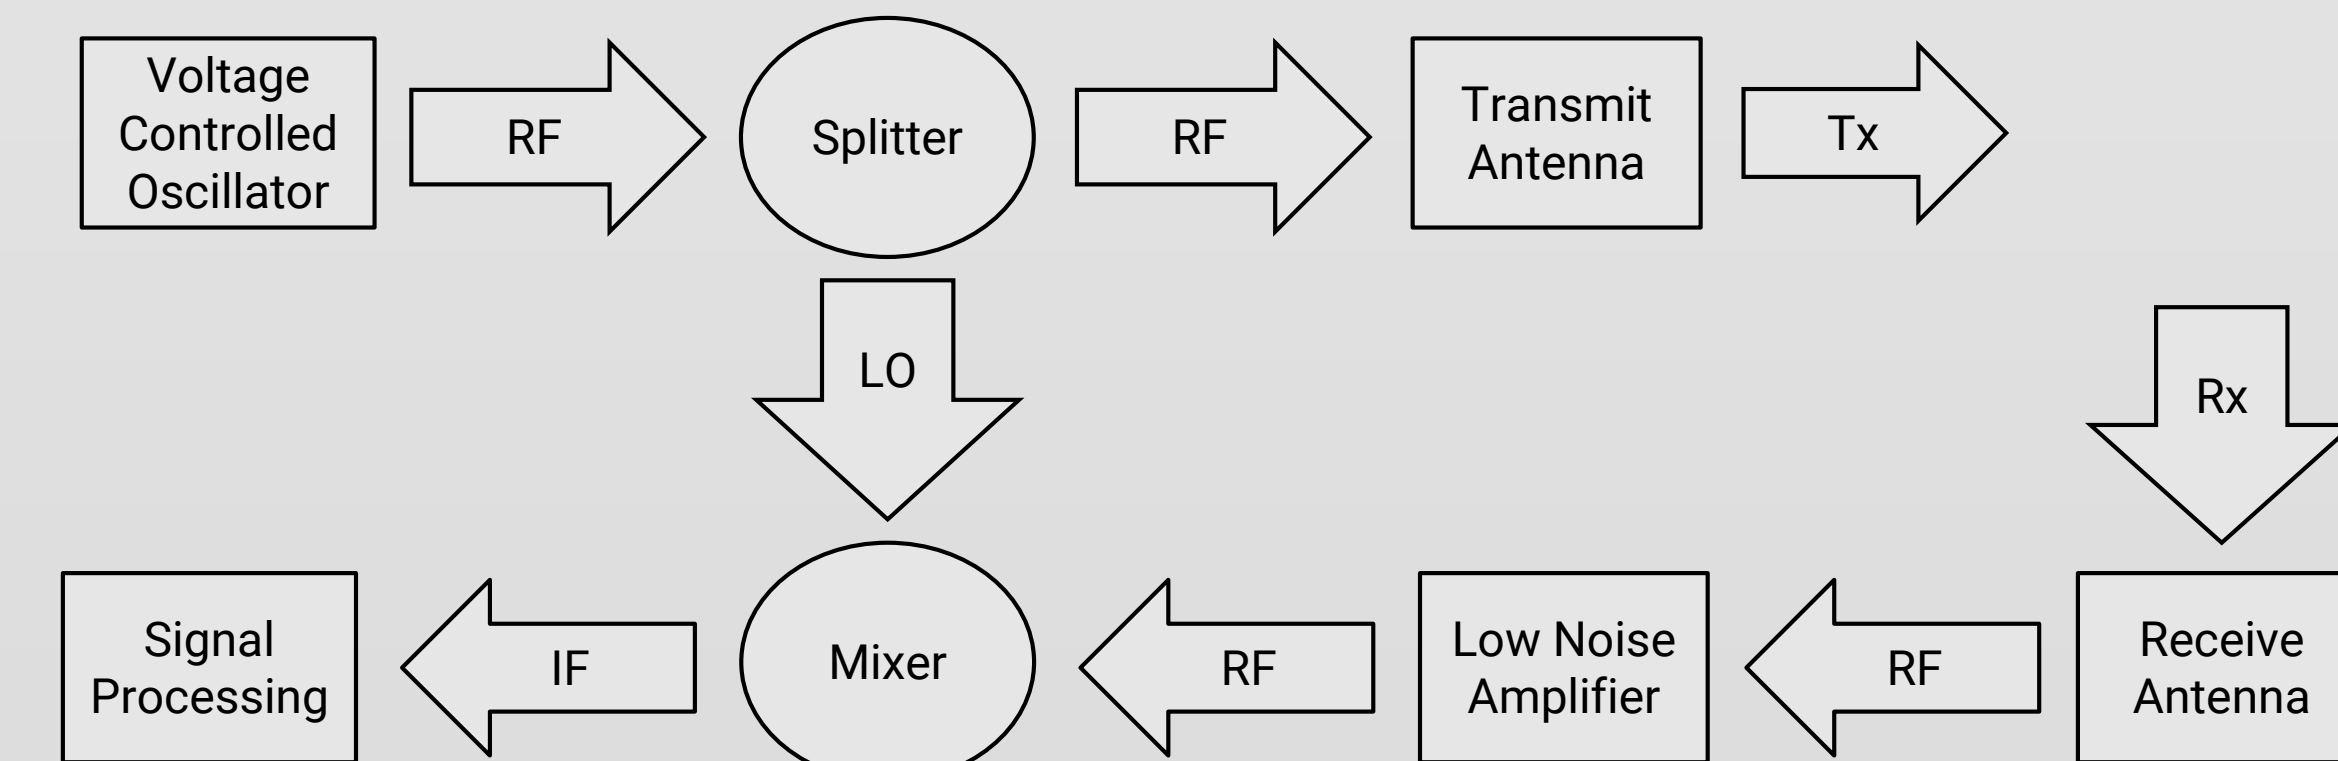 Voltage
Controlled
Oscillator
RF
Splitter
RF
Transmit
Antenna
Tx
LO
Rx
Signal
Processing
IF
Mixer
RF
Low Noise
Amplifier
RF
Receive
Antenna